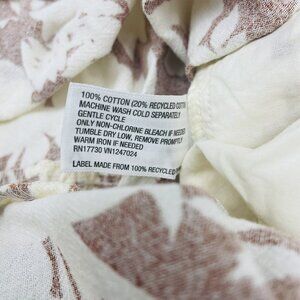 100% COTTON (20% RECYCLED COTTON
MACHINE WASH COLD SEPARATELY
GENTLE CYCLE
ONLY NON-CHLORINE BLEACH IF NEEDED
TUMBLE DRY LOW, REMOVE PROMPTLY
WARM IRON IF NEEDED
RN17730 VN1247024
LABEL MADE FROM 100% RECYCLED